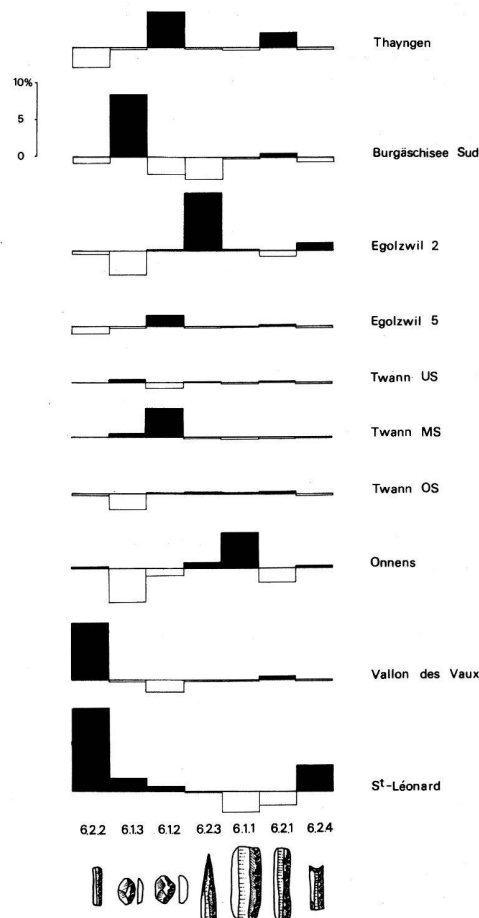 Thayngen
10%
5
0
Burgäschisee Sud
Egolzwil 2
Egolzwil 5
Twann US
Twann MS
Twann OS
Onnens
Vallon des Vaux
St-Léonard
6.2.2 6.1.3 6.1.2 6.2.3 6.1.1 6.2.1 6.2.4